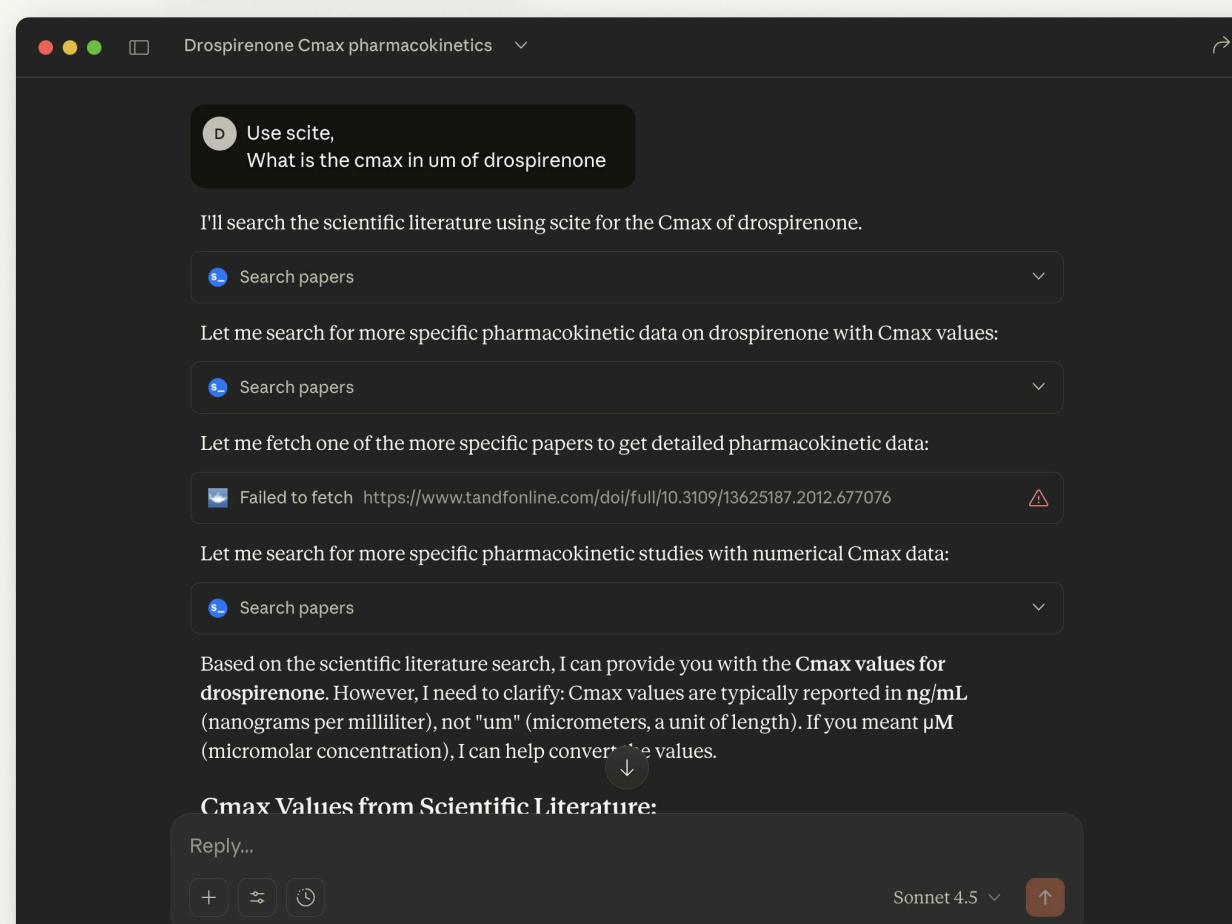 Drospirenone Cmax pharmacokinetics
D
Use scite,
What is the cmax in um of drospirenone
I'll search the scientific literature using scite for the Cmax of drospirenone.
s_ Search papers
Let me search for more specific pharmacokinetic data on drospirenone with Cmax values:
s_ Search papers
Let me fetch one of the more specific papers to get detailed pharmacokinetic data:
Failed to fetch https://www.tandfonline.com/doi/full/10.3109/13625187.2012.677076
Let me search for more specific pharmacokinetic studies with numerical Cmax data:
s_ Search papers
Based on the scientific literature search, I can provide you with the Cmax values for
drospirenone. However, I need to clarify: Cmax values are typically reported in ng/mL
(nanograms per milliliter), not "um" (micrometers, a unit of length). If you meant μM
(micromolar concentration), I can help convert the values.
Cmax Values from Scientific Literature:
Reply...
Sonnet 4.5